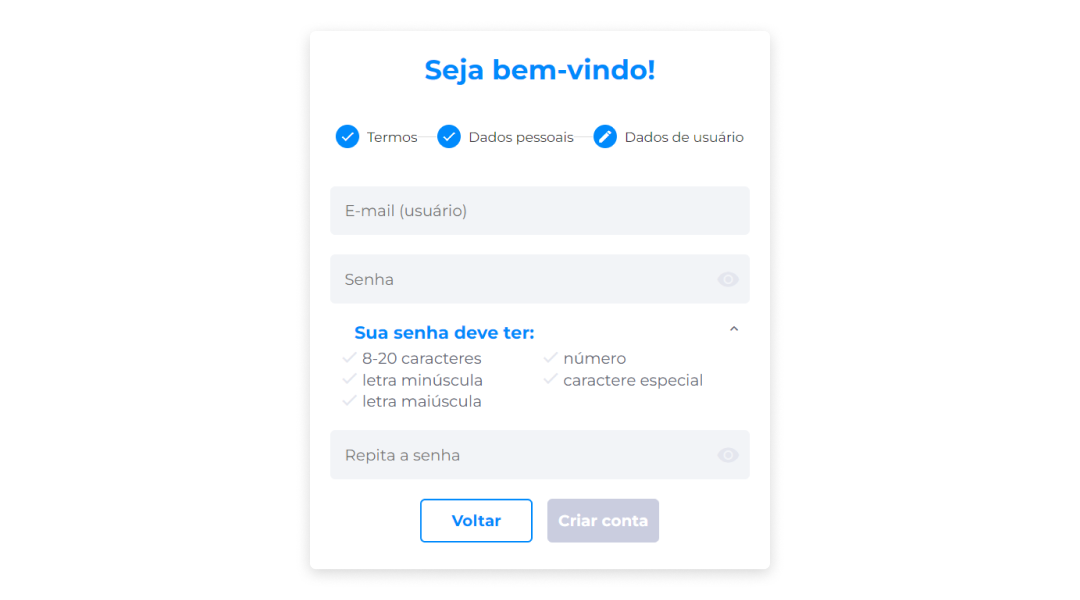 Seja bem-vindo!
Termos Dados pessoais Dados de usuário
E-mail (usuário)
Senha
Sua senha deve ter:
8-20 caracteres número
letra minúscula caractere especial
letra maiúscula
Repita a senha
Voltar Criar conta